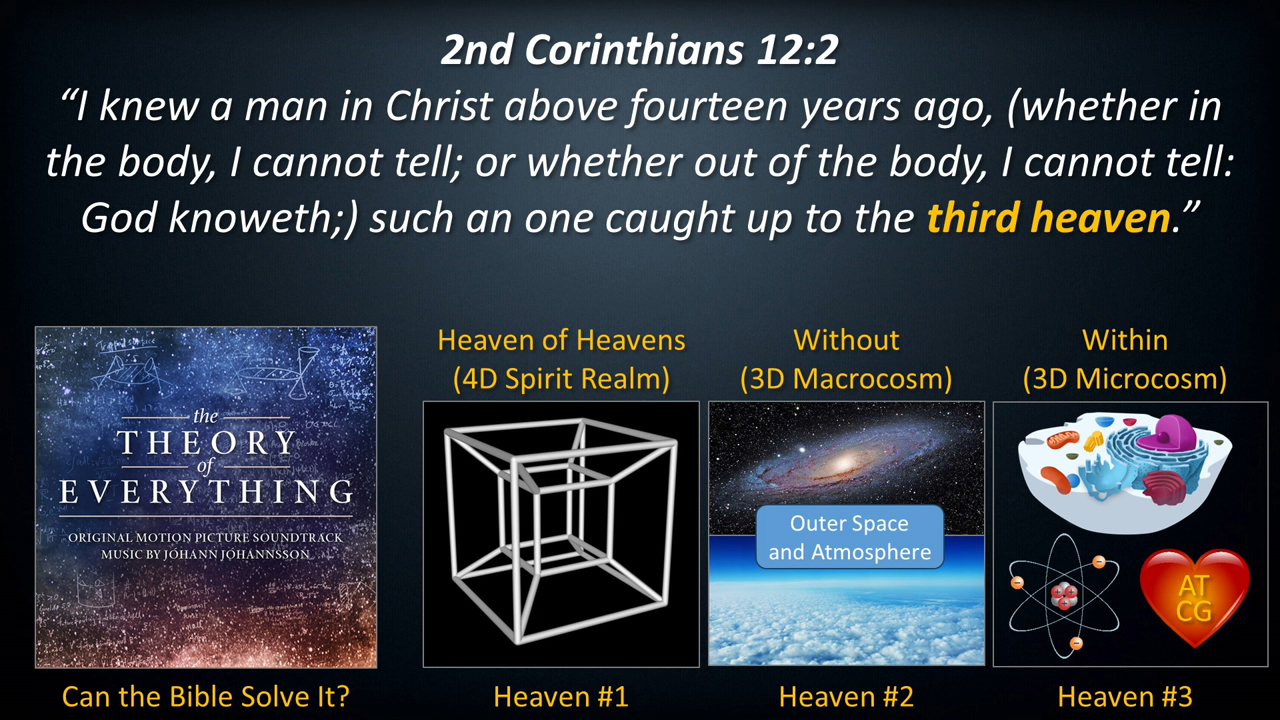 2nd Corinthians 12:2
“I knew a man in Christ above fourteen years ago, (whether in
the body, I cannot tell; or whether out of the body, I cannot tell:
God knoweth;) such an one caught up to the third heaven.”
the
THEORY
of
EVERYTHING
ORIGINAL MOTION PICTURE SOUNDTRACK
MUSIC BY JÓHANN JÓHANNSSON
Can the Bible Solve It?
Heaven of Heavens
(4D Spirit Realm)
Heaven #1
Without
(3D Macrocosm)
Outer Space
and Atmosphere
Heaven #2
Within
(3D Microcosm)
AT
CG
Heaven #3